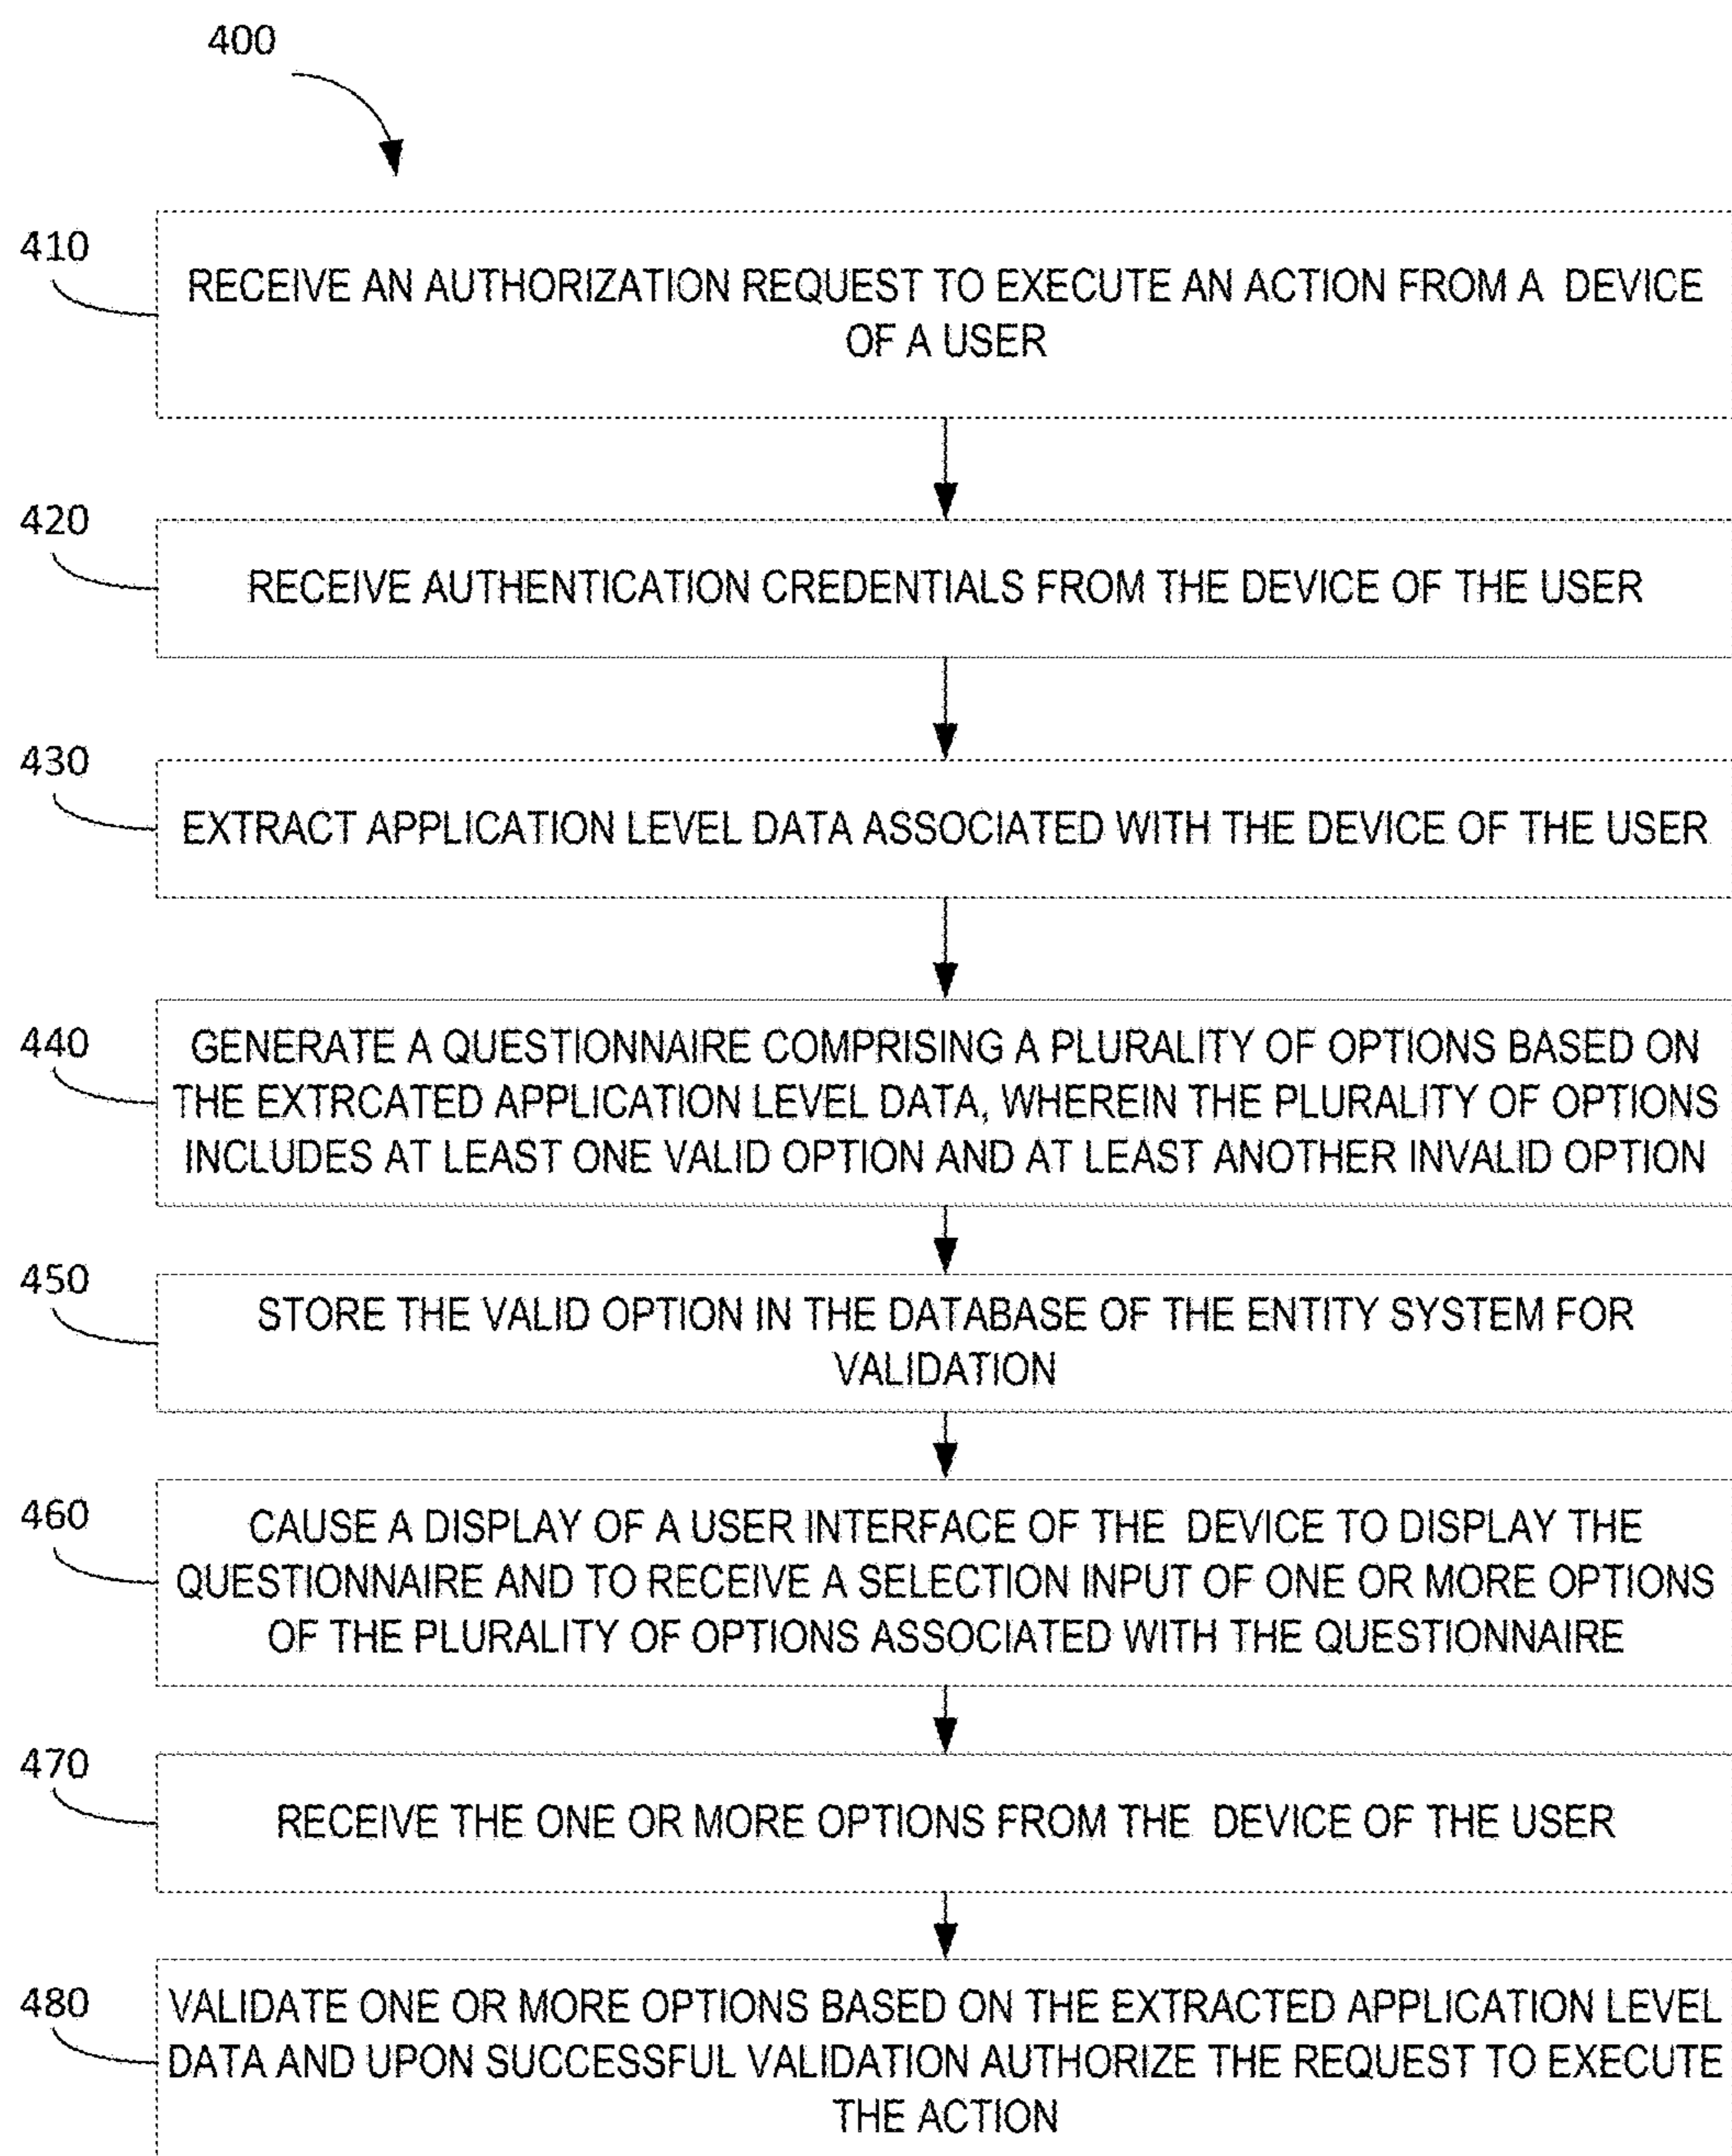 400
410
RECEIVE AN AUTHORIZATION REQUEST TO EXECUTE AN ACTION FROM A DEVICE
OF A USER
420
RECEIVE AUTHENTICATION CREDENTIALS FROM THE DEVICE OF THE USER
430
EXTRACT APPLICATION LEVEL DATA ASSOCIATED WITH THE DEVICE OF THE USER
440
GENERATE A QUESTIONNAIRE COMPRISING A PLURALITY OF OPTIONS BASED ON
THE EXTRCATED APPLICATION LEVEL DATA, WHEREIN THE PLURALITY OF OPTIONS
INCLUDES AT LEAST ONE VALID OPTION AND AT LEAST ANOTHER INVALID OPTION
450
STORE THE VALID OPTION IN THE DATABASE OF THE ENTITY SYSTEM FOR
VALIDATION
460
CAUSE A DISPLAY OF A USER INTERFACE OF THE DEVICE TO DISPLAY THE
QUESTIONNAIRE AND TO RECEIVE A SELECTION INPUT OF ONE OR MORE OPTIONS
OF THE PLURALITY OF OPTIONS ASSOCIATED WITH THE QUESTIONNAIRE
470
RECEIVE THE ONE OR MORE OPTIONS FROM THE DEVICE OF THE USER
480
VALIDATE ONE OR MORE OPTIONS BASED ON THE EXTRACTED APPLICATION LEVEL
DATA AND UPON SUCCESSFUL VALIDATION AUTHORIZE THE REQUEST TO EXECUTE
THE ACTION